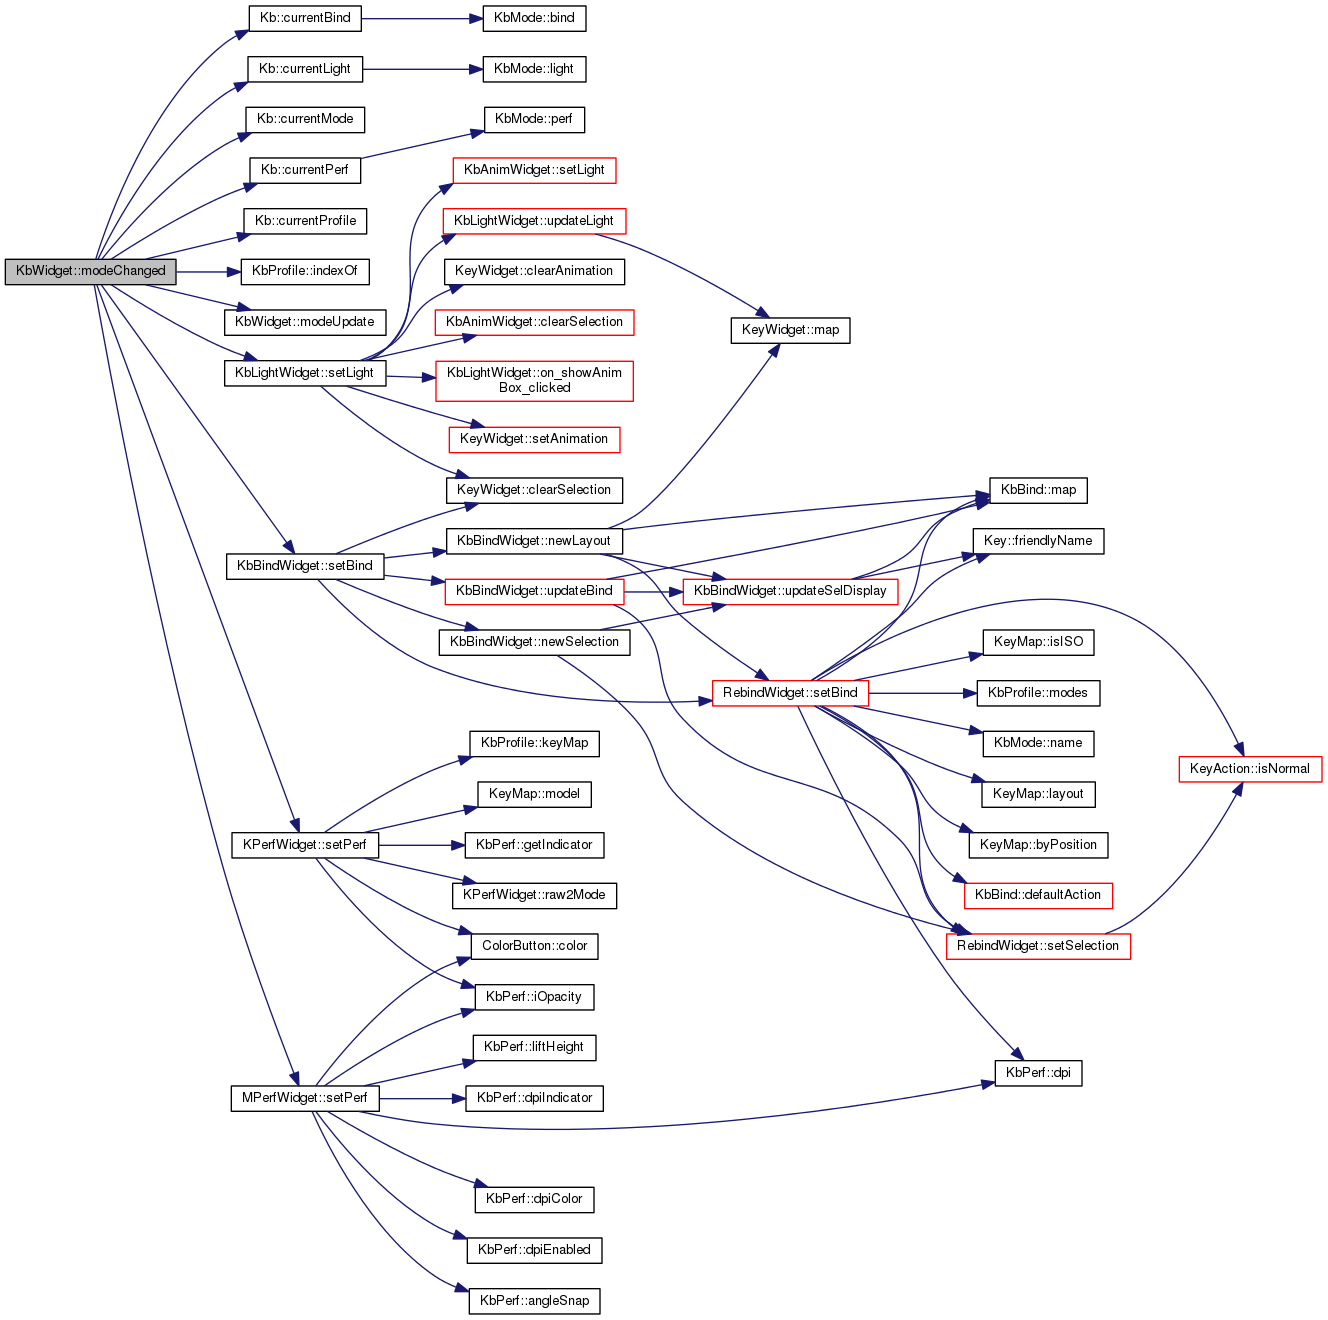 Kb::currentBind
KbMode::bind
Kb::currentLight
KbMode::light
Kb::currentMode
KbMode::perf
Kb::currentPerf
KbAnimWidget::setLight
Kb::currentProfile
KbLightWidget::updateLight
KbWidget::modeChanged
KbProfile::indexOf
KeyWidget::clearAnimation
KbWidget::modeUpdate
KbAnimWidget::clearSelection
KeyWidget::map
KbLightWidget::setLight
KbLightWidget::on_showAnim
Box_clicked
KeyWidget::setAnimation
KeyWidget::clearSelection
KbBind::map
KbBindWidget::newLayout
Key::friendlyName
KbBindWidget::setBind
KbBindWidget::updateBind
KbBindWidget::updateSelDisplay
KbBindWidget::newSelection
KeyMap::isISO
RebindWidget::setBind
KbProfile::modes
KbProfile::keyMap
KbMode::name
KeyAction::isNormal
KeyMap::model
KeyMap::layout
KPerfWidget::setPerf
KbPerf::getIndicator
KeyMap::byPosition
KPerfWidget::raw2Mode
KbBind::defaultAction
ColorButton::color
RebindWidget::setSelection
KbPerf::iOpacity
KbPerf::liftHeight
KbPerf::dpi
MPerfWidget::setPerf
KbPerf::dpiIndicator
KbPerf::dpiColor
KbPerf::dpiEnabled
KbPerf::angleSnap